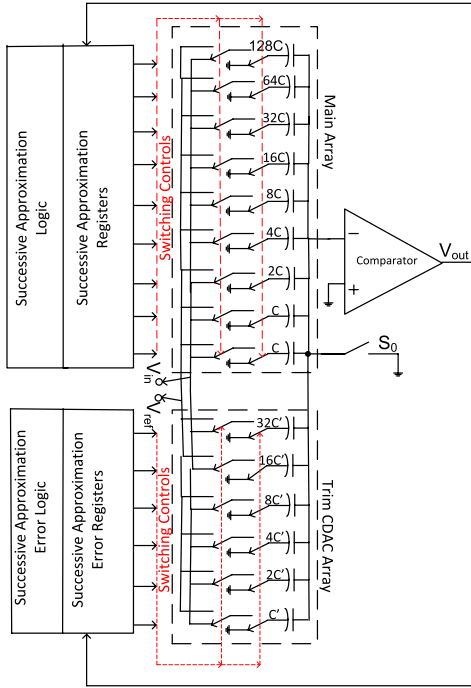 Successive Approximation
Logic
Successive Approximation
Registers
Switching Controls
128C
64C
32C
16C
8C
4C
2C
C
C
Main Array
Comparator
−
+
Vout
S0
Vin
Vref
Successive Approximation
Error Logic
Successive Approximation
Error Registers
Switching Controls
32C'
16C'
8C'
4C'
2C'
C'
Trim CDAC Array